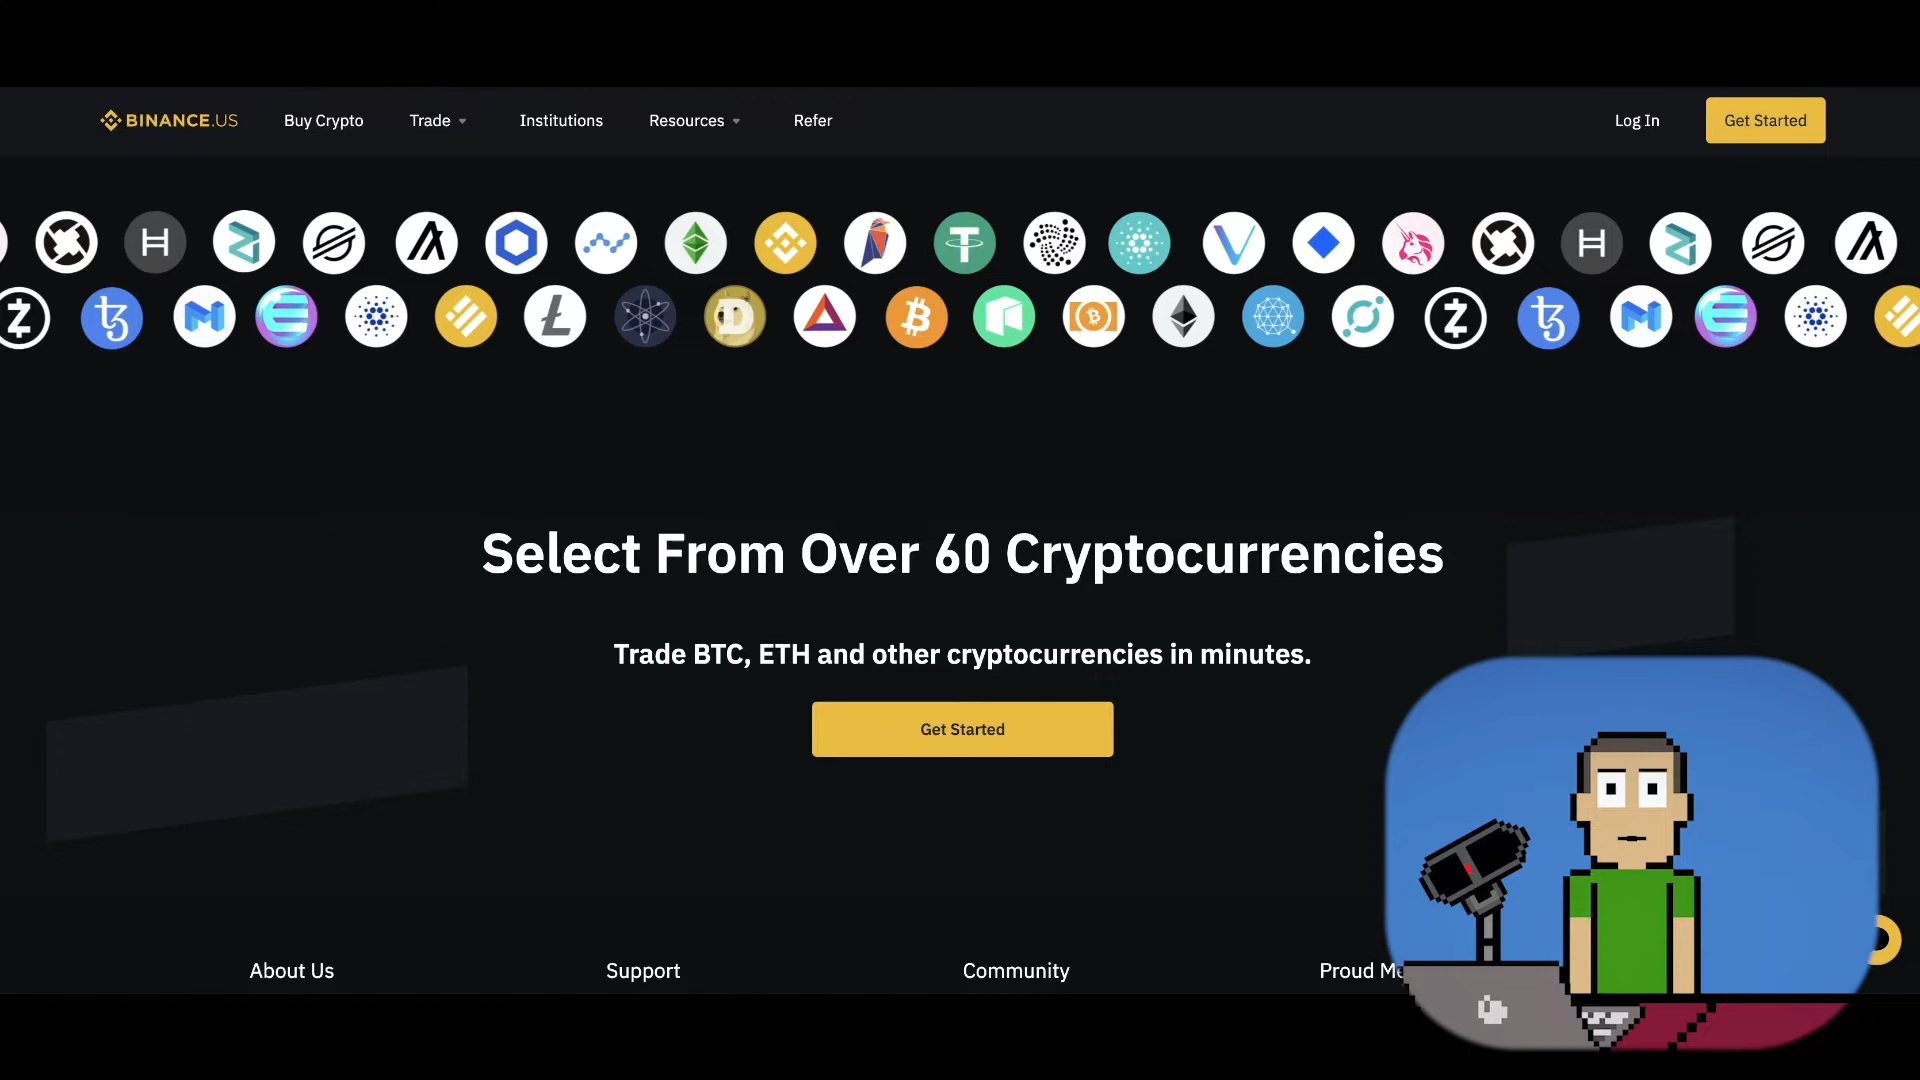 BINANCE.US Buy Crypto Trade Institutions Resources Refer Log In Get Started
Select From Over 60 Cryptocurrencies
Trade BTC, ETH and other cryptocurrencies in minutes.
Get Started
About Us Support Community Proud